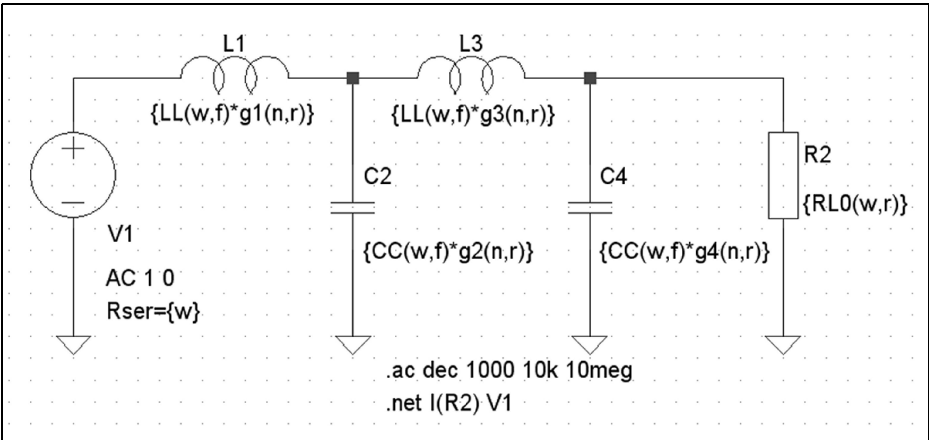 L1
L3
{LL(w,f)*g1(n,r)}
{LL(w,f)*g3(n,r)}
C2
C4
R2
{RL0(w,r)}
V1
{CC(w,f)*g2(n,r)}
{CC(w,f)*g4(n,r)}
AC 1 0
Rser={w}
.ac dec 1000 10k 10meg
.net I(R2) V1